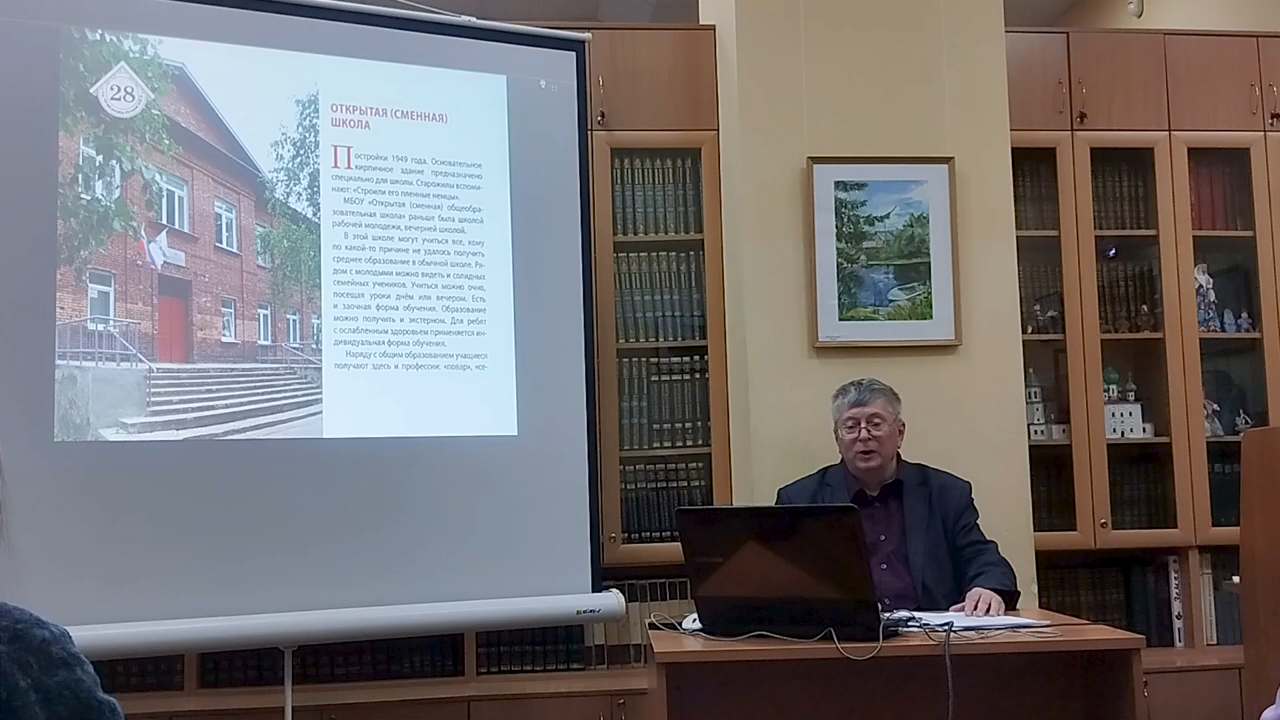 28
ОТКРЫТАЯ (СМЕННАЯ)
ШКОЛА
Постройки 1949 года. Основательное
кирпичное здание предназначено
специально для школы. Старожилы вспоми-
нают: «Строили его пленные немцы».
МБОУ «Открытая (сменная) общеобра-
зовательная школа» раньше была школой
рабочей молодежи, вечерней школой.
В этой школе могут учиться все, кому
по какой-то причине не удалось получить
среднее образование в обычной школе. Ря-
дом с молодыми можно видеть и солидных
семейных учеников. Учиться можно очно,
посещая уроки днём или вечером. Есть
и заочная форма обучения. Образование
можно получить и экстерном. Для ребят
с ослабленным здоровьем применяется ин-
дивидуальная форма обучения.
Наряду с общим образованием учащиеся
получают здесь и профессии: «повар», «се-